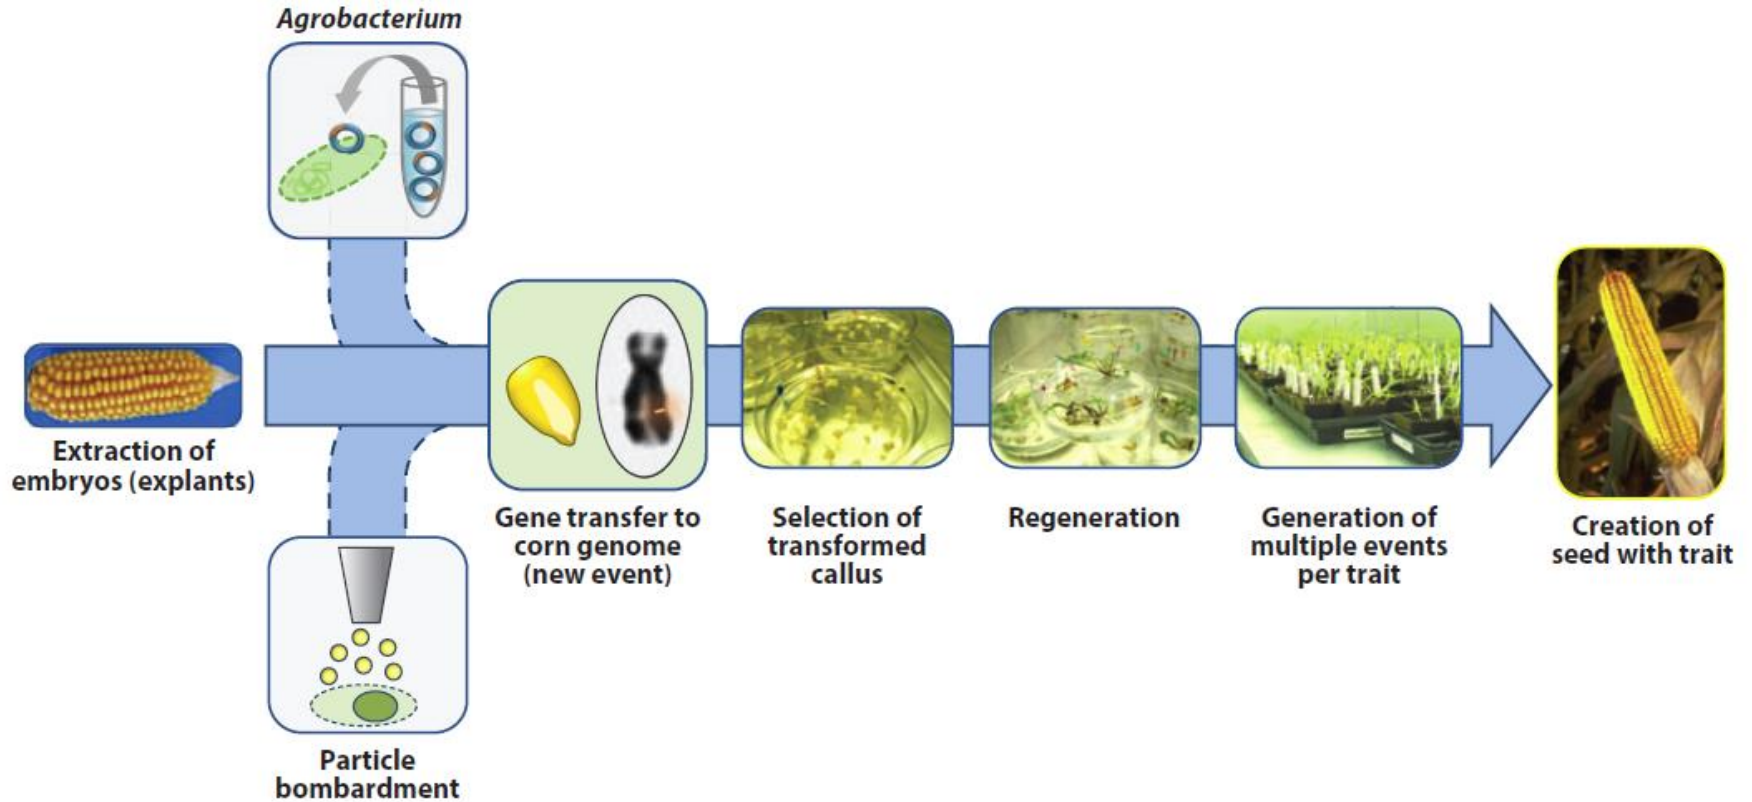 Agrobacterium
Extraction of
embryos (explants)
Gene transfer to
corn genome
(new event)
Selection of
transformed
callus
Regeneration
Generation of
multiple events
per trait
Creation of
seed with trait
Particle
bombardment